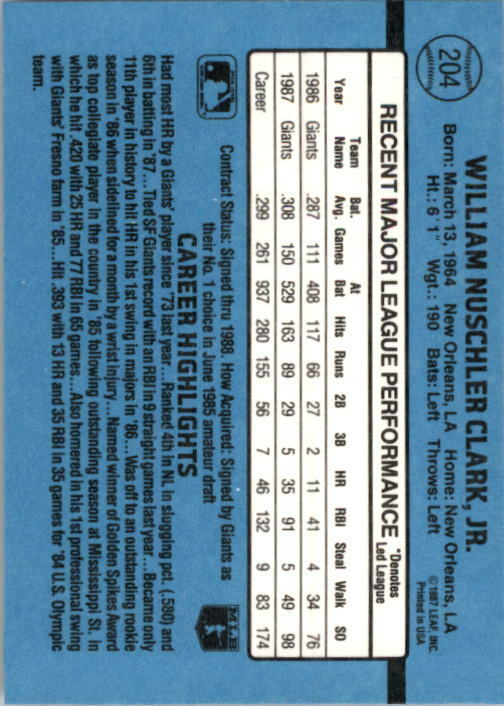 204
WILLIAM NUSCHLER CLARK, JR.
Born: March 13, 1964 New Orleans, LA Home: New Orleans, LA
Ht.: 6' 1" Wgt.: 190 Bats: Left Throws: Left
©1987 LEAF, INC.
Printed in USA
RECENT MAJOR LEAGUE PERFORMANCE *Denotes Led League
Year Team Name Bat. Avg. Games At Bat Hits Runs 2B 3B HR RBI Steal Walk SO
1986 Giants .287 111 408 117 66 27 2 11 41 4 34 76
1987 Giants .308 150 529 163 89 29 5 35 91 5 49 98
Career .299 261 937 280 155 56 7 46 132 9 83 174
Contract Status: Signed thru 1988. How Acquired: Signed by Giants as
their No. 1 choice in June 1985 amateur draft
MLB
CAREER HIGHLIGHTS
Had most HR by a Giants' player since '73 last year...Ranked 4th in NL in slugging pct. (.580) and
6th in batting in '87...Tied SF Giants record with an RBI in 9 straight games last year...Became only
11th player in history to hit HR in his 1st swing in majors in '86...Was off to an outstanding rookie
season in '86 when sidelined for a month by a wrist injury...Named winner of Golden Spikes Award
as top collegiate player in the country in '85 following outstanding season at Mississippi St. in
which he hit .420 with 25 HR and 77 RBI in 65 games...Also homered in his 1st professional swing
with Giants' Fresno farm in '85...Hit .393 with 13 HR and 35 RBI in 35 games for '84 U.S. Olympic
team.